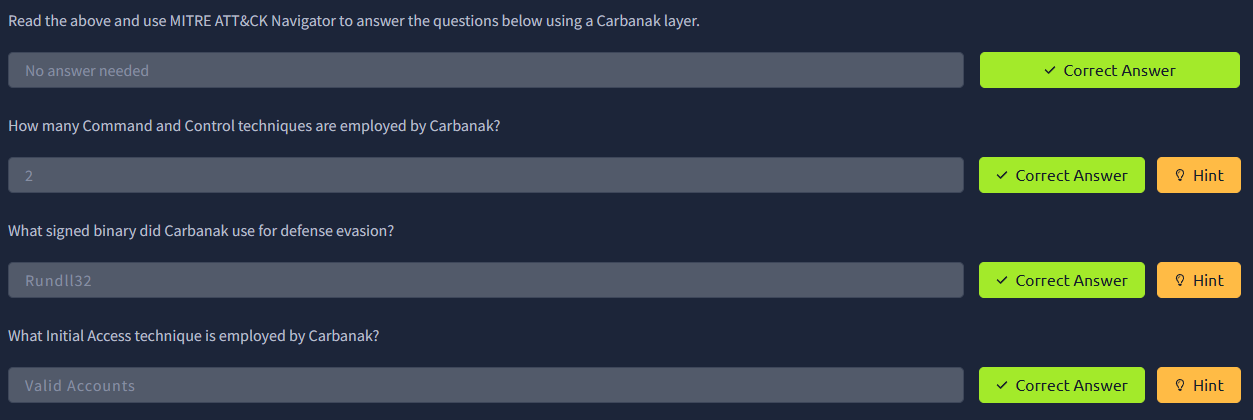 Read the above and use MITRE ATT&CK Navigator to answer the questions below using a Carbanak layer.
No answer needed
Correct Answer
How many Command and Control techniques are employed by Carbanak?
2
Correct Answer
Hint
What signed binary did Carbanak use for defense evasion?
Rundll32
Correct Answer
Hint
What Initial Access technique is employed by Carbanak?
Valid Accounts
Correct Answer
Hint